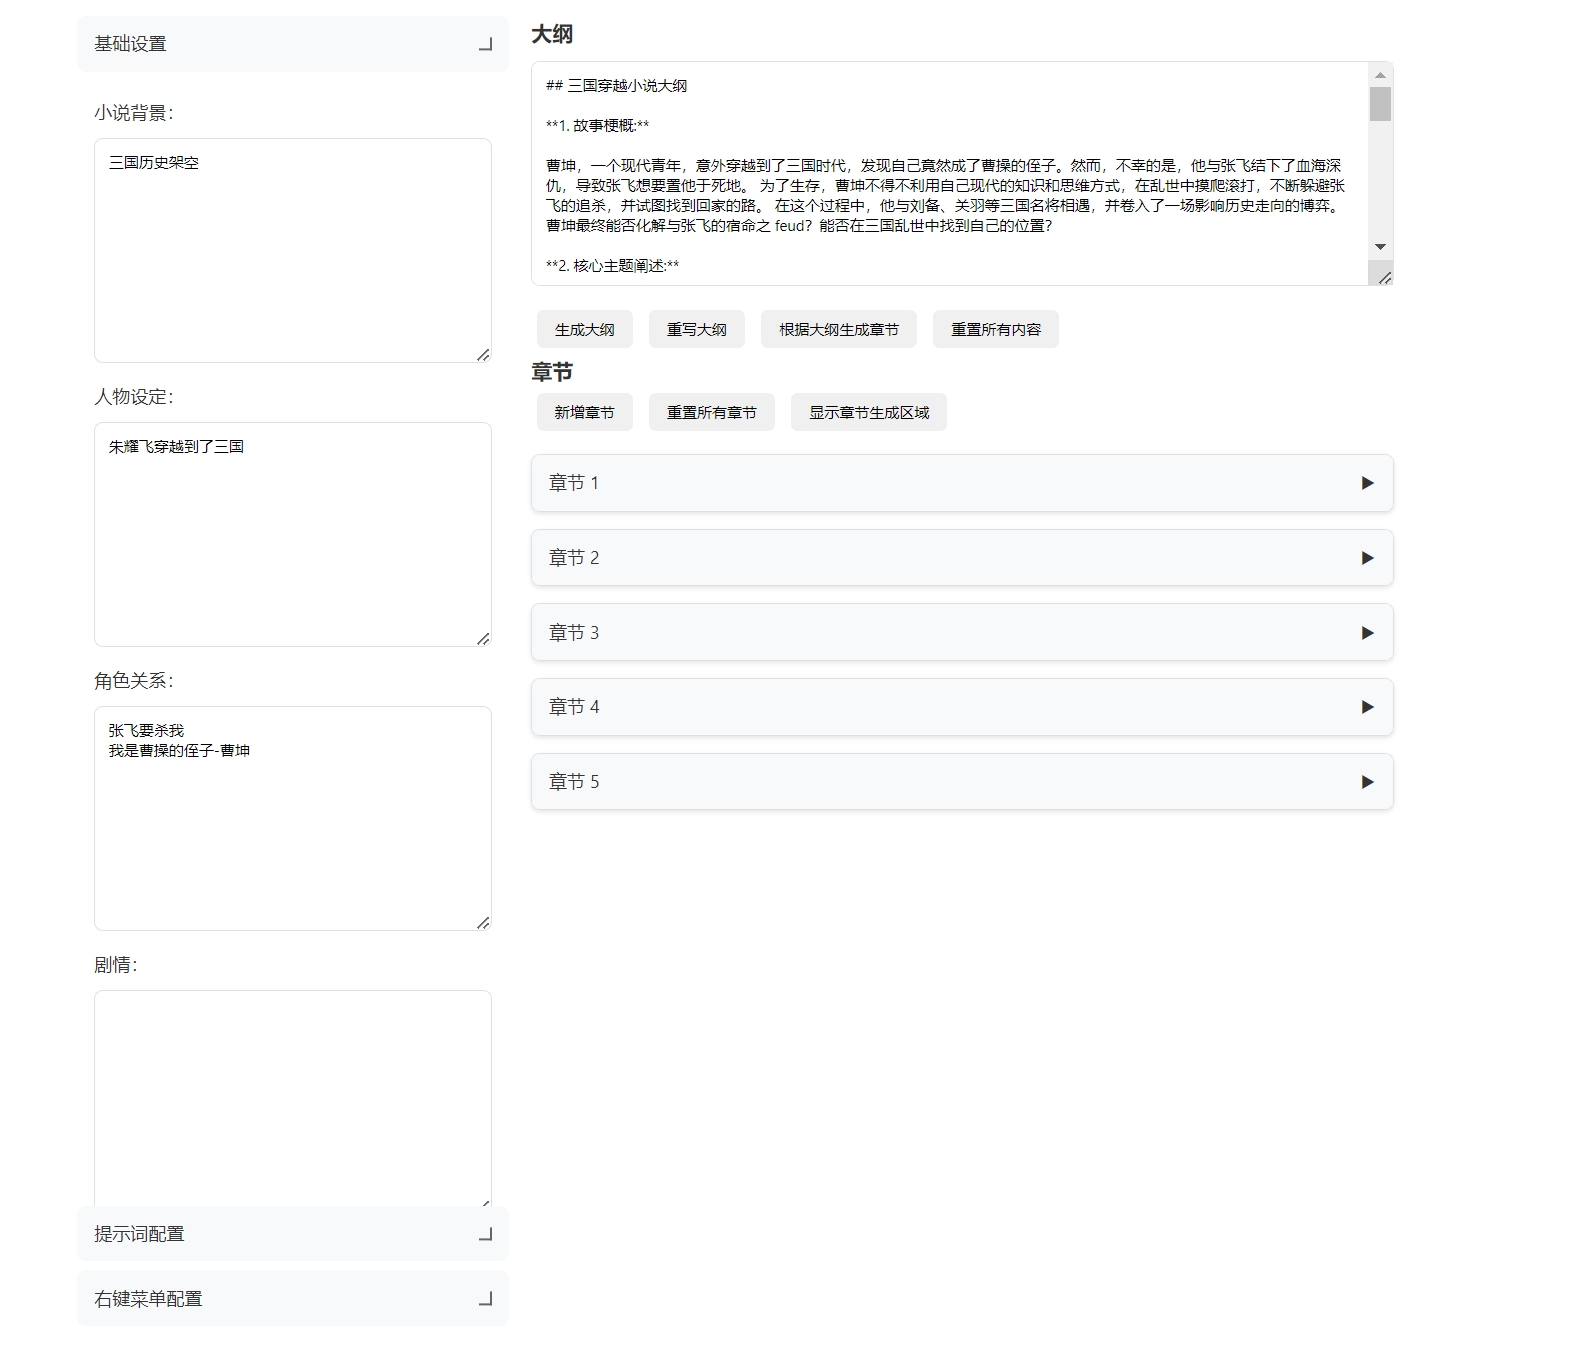 基础设置
小说背景：
三国历史架空
人物设定：
朱耀飞穿越到了三国
角色关系：
张飞要杀我
我是曹操的侄子-曹坤
剧情：
提示词配置
右键菜单配置
大纲
## 三国穿越小说大纲
**1. 故事梗概:**
曹坤，一个现代青年，意外穿越到了三国时代，发现自己竟然成了曹操的侄子。然而，不幸的是，他与张飞结下了血海深
仇，导致张飞想要置他于死地。 为了生存，曹坤不得不利用自己现代的知识和思维方式，在乱世中摸爬滚打，不断躲避张
飞的追杀，并试图找到回家的路。 在这个过程中，他与刘备、关羽等三国名将相遇，并卷入了一场影响历史走向的博弈。
曹坤最终能否化解与张飞的宿命之 feud？能否在三国乱世中找到自己的位置？
**2. 核心主题阐述:**
生成大纲 重写大纲 根据大纲生成章节 重置所有内容
章节
新增章节 重置所有章节 显示章节生成区域
章节 1
章节 2
章节 3
章节 4
章节 5